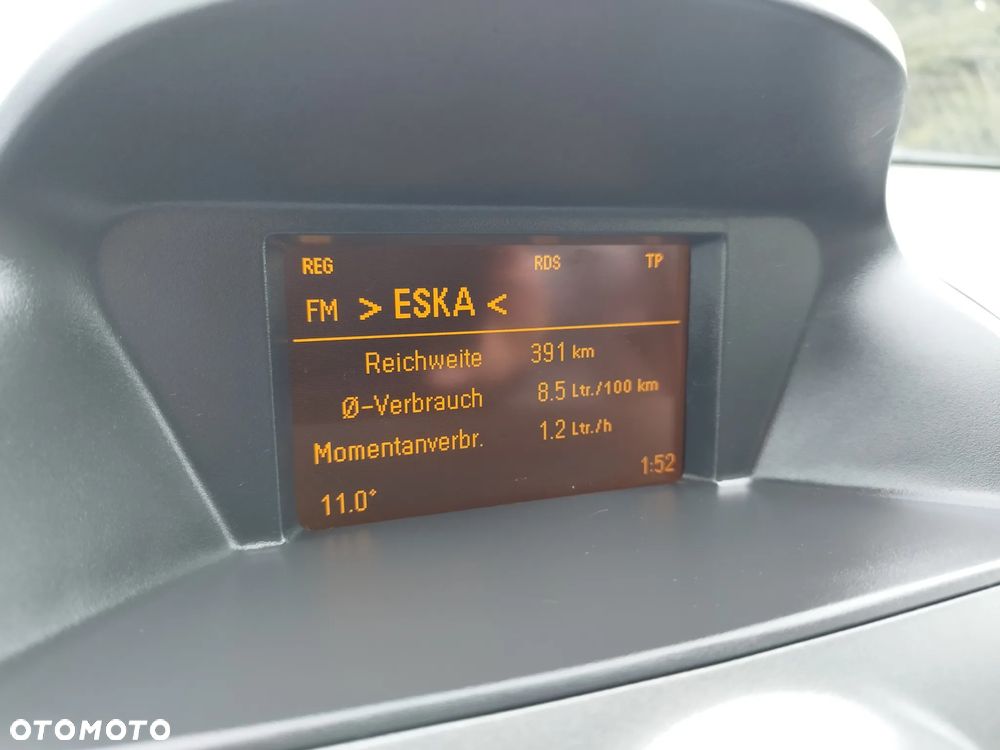 REG RDS TP
FM > ESKA <
Reichweite 391 km
Ø-Verbrauch 8.5 Ltr./100 km
Momentanverbr. 1.2 Ltr./h
1:52
11.0°
OTOMOTO